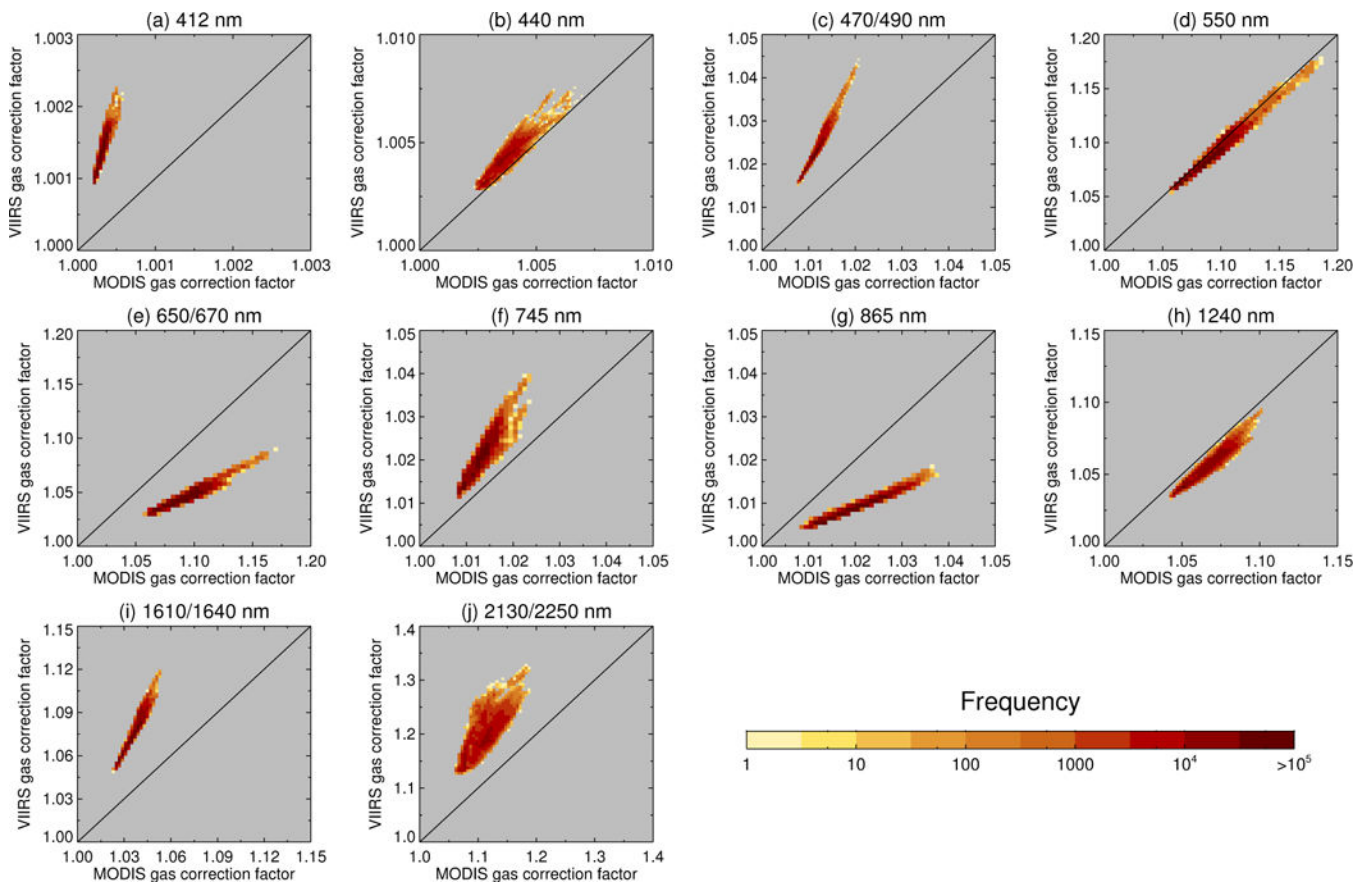 (a) 412 nm
(b) 440 nm
(c) 470/490 nm
(d) 550 nm
VIIRS gas correction factor
1.003
1.002
1.001
1.000
1.000 1.001 1.002 1.003
MODIS gas correction factor
VIIRS gas correction factor
1.010
1.005
1.000
1.000 1.005 1.010
MODIS gas correction factor
VIIRS gas correction factor
1.05
1.04
1.03
1.02
1.01
1.00
1.00 1.01 1.02 1.03 1.04 1.05
MODIS gas correction factor
VIIRS gas correction factor
1.20
1.15
1.10
1.05
1.00
1.00 1.05 1.10 1.15 1.20
MODIS gas correction factor
(e) 650/670 nm
(f) 745 nm
(g) 865 nm
(h) 1240 nm
VIIRS gas correction factor
1.20
1.15
1.10
1.05
1.00
1.00 1.05 1.10 1.15 1.20
MODIS gas correction factor
VIIRS gas correction factor
1.05
1.04
1.03
1.02
1.01
1.00
1.00 1.01 1.02 1.03 1.04 1.05
MODIS gas correction factor
VIIRS gas correction factor
1.05
1.04
1.03
1.02
1.01
1.00
1.00 1.01 1.02 1.03 1.04 1.05
MODIS gas correction factor
VIIRS gas correction factor
1.15
1.10
1.05
1.00
1.00 1.05 1.10 1.15
MODIS gas correction factor
(i) 1610/1640 nm
(j) 2130/2250 nm
VIIRS gas correction factor
1.15
1.12
1.09
1.06
1.03
1.00
1.00 1.03 1.06 1.09 1.12 1.15
MODIS gas correction factor
VIIRS gas correction factor
1.4
1.3
1.2
1.1
1.0
1.0 1.1 1.2 1.3 1.4
MODIS gas correction factor
Frequency
1 10 100 1000 10⁴ >10⁵